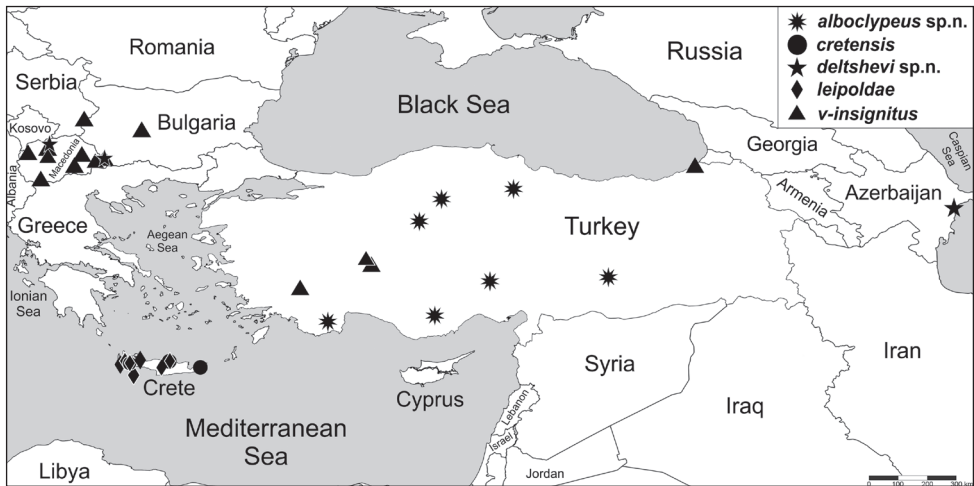 Romania
Russia
alboclypeus sp.n.
cretensis
deltshevi sp.n.
leipoldae
v-insignitus
Serbia
Black Sea
Kosovo
Bulgaria
Macedonia
Albania
Georgia
Caspian
Sea
Armenia
Azerbaijan
Greece
Aegean
Sea
Turkey
Ionian
Sea
Crete
Cyprus
Syria
Iran
Lebanon
Iraq
Israel
Mediterranean
Sea
Libya
Jordan
0 100 200 300 km